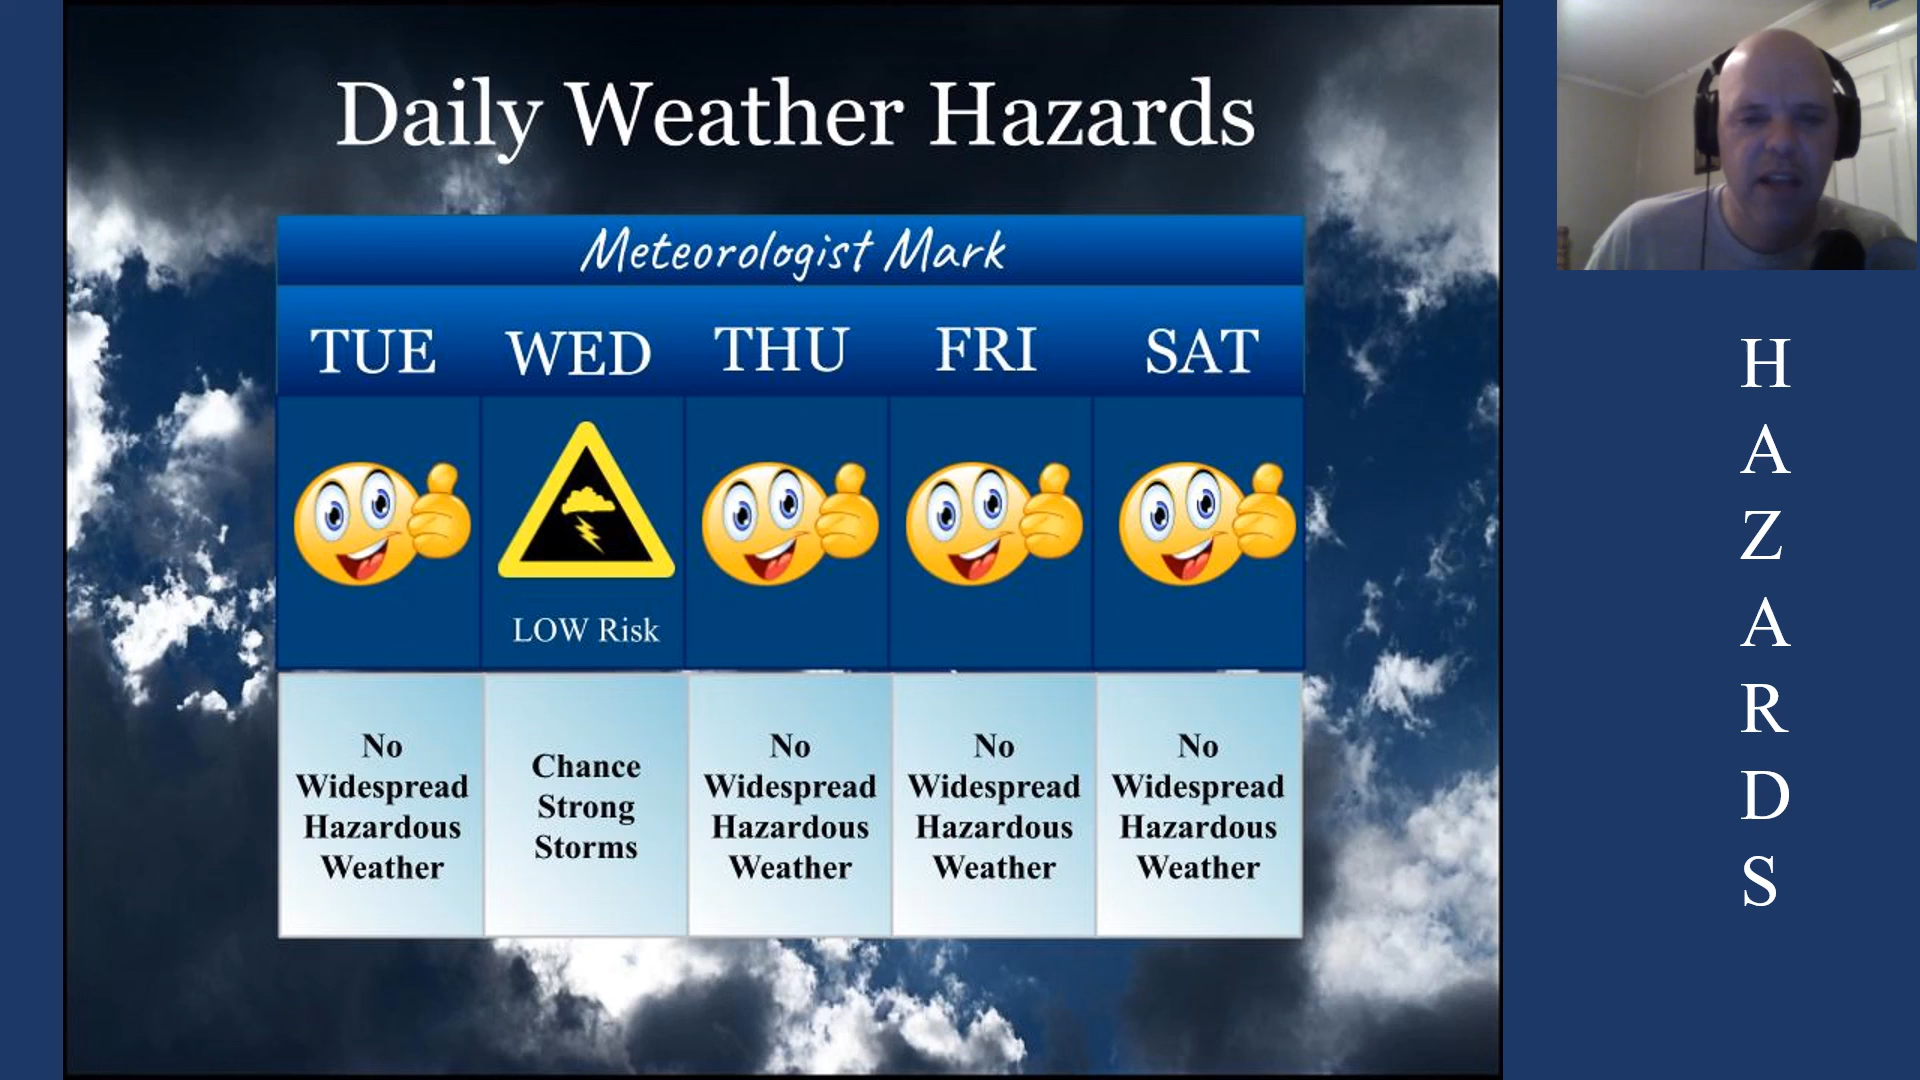 Daily Weather Hazards
Meteorologist Mark
TUE WED THU FRI SAT
LOW Risk
No
Widespread
Hazardous
Weather
Chance
Strong
Storms
No
Widespread
Hazardous
Weather
No
Widespread
Hazardous
Weather
No
Widespread
Hazardous
Weather
H
A
Z
A
R
D
S